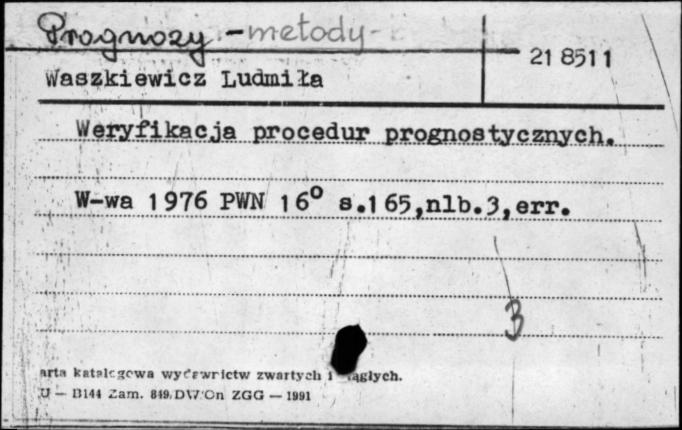 Prognozy - metody -
21 8511
Waszkiewicz Ludmiła
Weryfikacja procedur prognostycznych.
W-wa 1976 PWN 16° s.165,nlb.3,err.
3
arta katalogowa wydawnictw zwartych i ciągłych.
U — B144 Zam. 849/DW/On ZGG — 1991